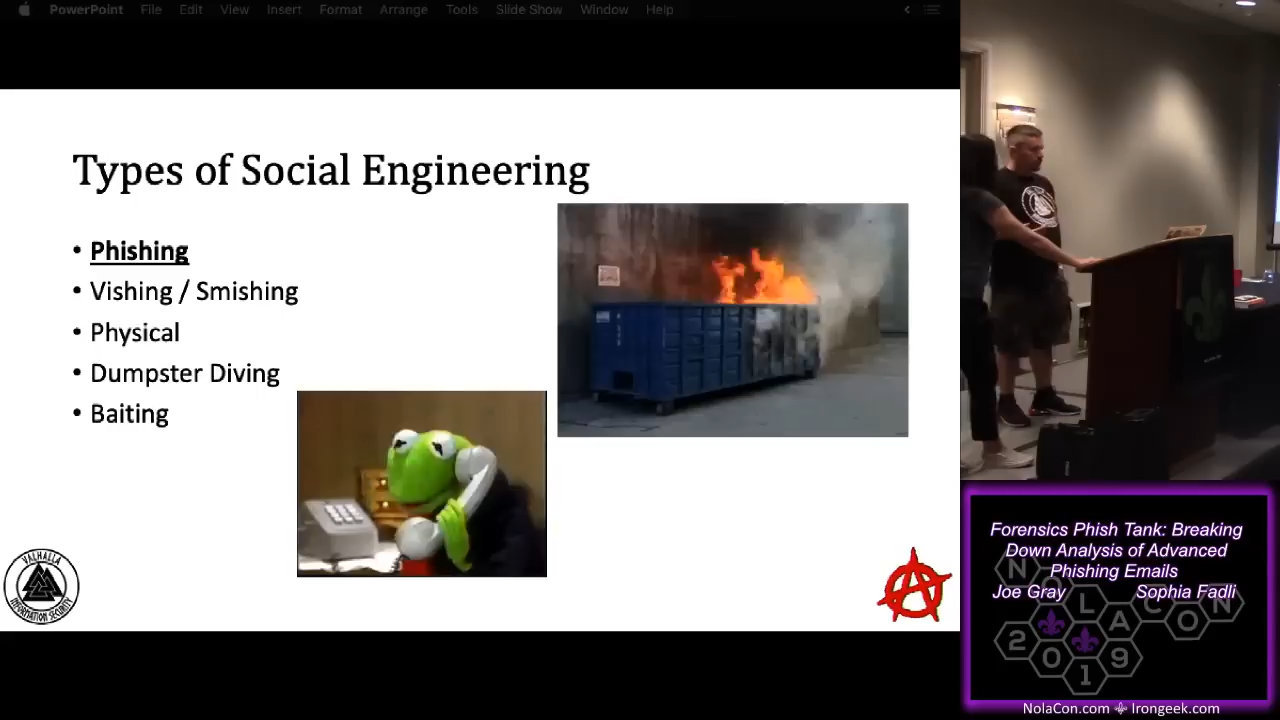 PowerPoint File Edit View Insert Format Arrange Tools Slide Show Window Help
Types of Social Engineering
• Phishing
• Vishing / Smishing
• Physical
• Dumpster Diving
• Baiting
VALHALLA
INFORMATION SECURITY
Forensics Phish Tank: Breaking
Down Analysis of Advanced
Phishing Emails
Joe Gray Sophia Fadli
NOLACON
2019
NolaCon.com Irongeek.com